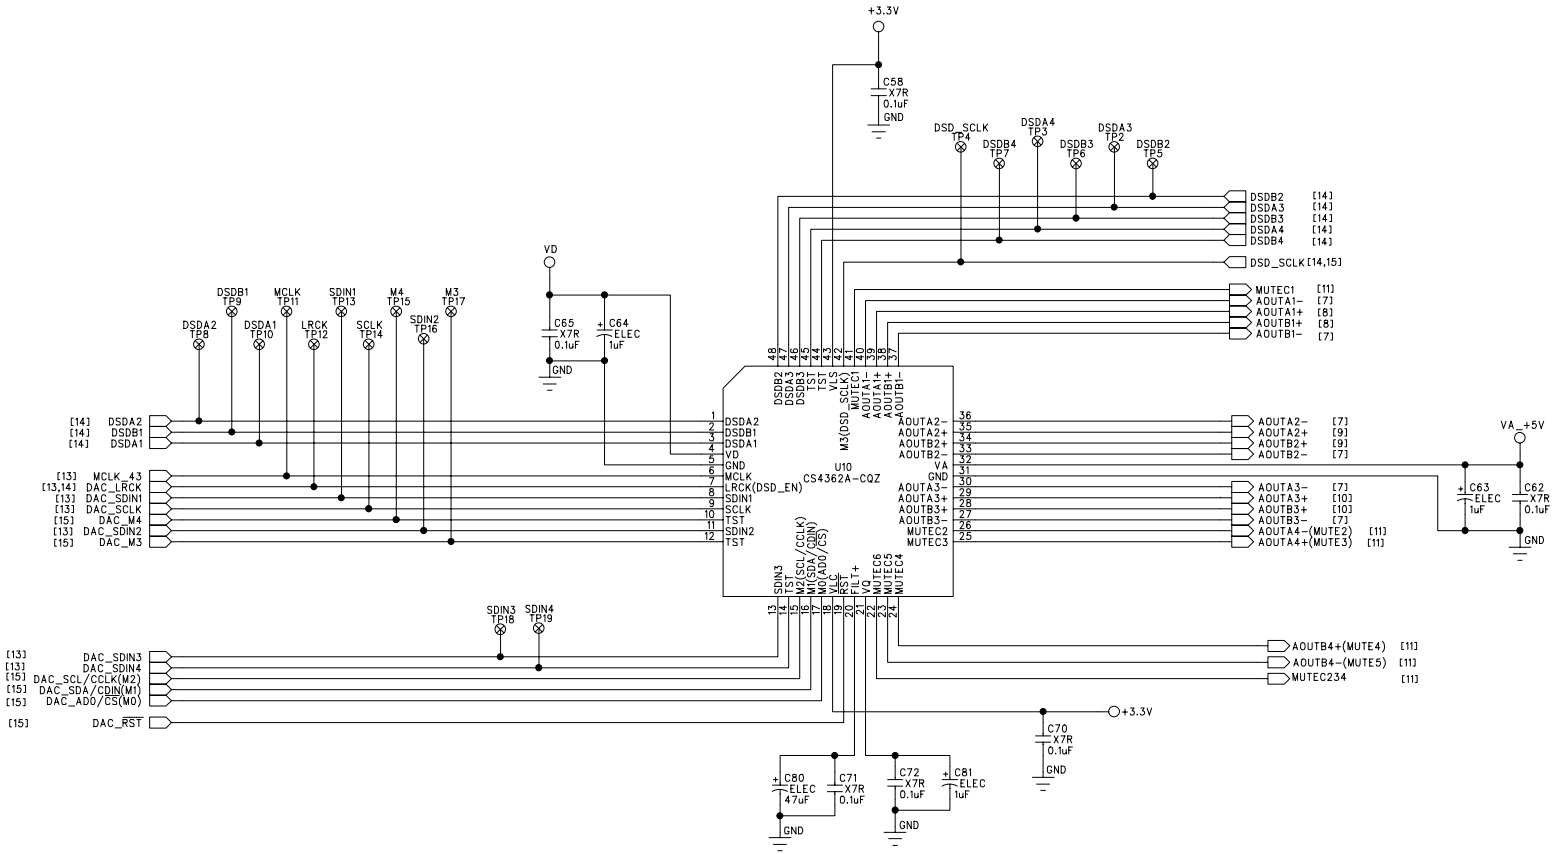 +3.3V
C58
X7R
0.1uF
GND
DSD_SCLK
TP4
DSDB4
TP7
DSDA4
TP3
DSDB3
TP6
DSDA3
TP2
DSDB2
TP5
DSDB2 [14]
DSDA3 [14]
DSDB3 [14]
DSDA4 [14]
DSDB4 [14]
DSD_SCLK [14,15]
MUTEC1 [11]
AOUTA1- [7]
AOUTA1+ [8]
AOUTB1+ [8]
AOUTB1- [7]
VD
C65
X7R
0.1uF
C64
ELEC
1uF
GND
DSDA2
TP8
DSDB1
TP9
DSDA1
TP10
MCLK
TP11
LRCK
TP12
SDIN1
TP13
SCLK
TP14
M4
TP15
SDIN2
TP16
M3
TP17
48 47 46 45 44 43 42 41 40 39 38 37
DSDB2
DSDA3
DSDB3
TST
TST
VLS
M3(DSD_SCLK)
MUTEC1
AOUTA1-
AOUTA1+
AOUTB1+
AOUTB1-
[14] DSDA2
[14] DSDB1
[14] DSDA1
[13] MCLK_43
[13,14] DAC_LRCK
[13] DAC_SDIN1
[13] DAC_SCLK
[15] DAC_M4
[13] DAC_SDIN2
[15] DAC_M3
1 DSDA2
2 DSDB1
3 DSDA1
4 VD
5 GND
6 MCLK
7 LRCK(DSD_EN)
8 SDIN1
9 SCLK
10 TST
11 SDIN2
12 TST
U10
CS4362A-CQZ
AOUTA2- 36
AOUTA2+ 35
AOUTB2+ 34
AOUTB2- 33
VA 32
GND 31
AOUTA3- 30
AOUTA3+ 29
AOUTB3+ 28
AOUTB3- 27
MUTEC2 26
MUTEC3 25
AOUTA2- [7]
AOUTA2+ [9]
AOUTB2+ [9]
AOUTB2- [7]
AOUTA3- [7]
AOUTA3+ [10]
AOUTB3+ [10]
AOUTB3- [7]
AOUTA4-(MUTE2) [11]
AOUTA4+(MUTE3) [11]
VA_+5V
C63
ELEC
1uF
C62
X7R
0.1uF
GND
SDIN3
TST
M2(SCL/CCLK)
M1(SDA/CDIN)
M0(AD0/CS)
VLC
RST
FILT+
VQ
MUTEC6
MUTEC5
MUTEC4
13 14 15 16 17 18 19 20 21 22 23 24
SDIN3
TP18
SDIN4
TP19
[13] DAC_SDIN3
[13] DAC_SDIN4
[15] DAC_SCL/CCLK(M2)
[15] DAC_SDA/CDIN(M1)
[15] DAC_AD0/CS(M0)
[15] DAC_RST
AOUTB4+(MUTE4) [11]
AOUTB4-(MUTE5) [11]
MUTEC234 [11]
+3.3V
C70
X7R
0.1uF
GND
C80
ELEC
47uF
C71
X7R
0.1uF
GND
C72
X7R
0.1uF
C81
ELEC
1uF
GND